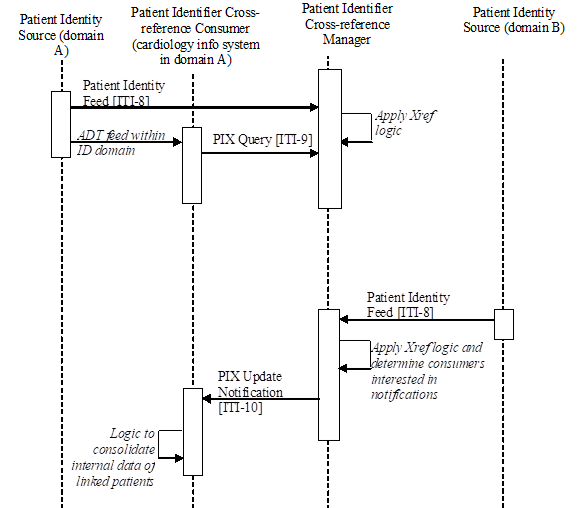 Patient Identity
Source (domain
A)
Patient Identifier Cross-
reference Consumer
(cardiology info system
in domain A)
Patient Identifier
Cross-reference
Manager
Patient Identity
Source (domain B)
Patient Identity
Feed [ITI-8]
Apply Xref
logic
ADT feed within
ID domain
PIX Query [ITI-9]
Patient Identity
Feed [ITI-8]
Apply Xref logic and
determine consumers
interested in
notifications
PIX Update
Notification
[ITI-10]
Logic to
consolidate
internal data of
linked patients